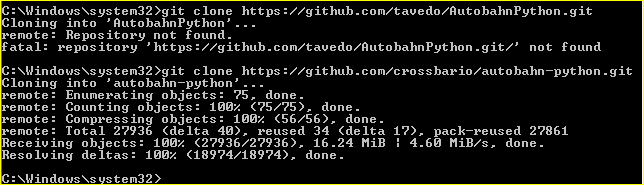 C:\Windows\system32>git clone https://github.com/tavedo/AutobahnPython.git
Cloning into 'AutobahnPython'...
remote: Repository not found.
fatal: repository 'https://github.com/tavedo/AutobahnPython.git/' not found
C:\Windows\system32>git clone https://github.com/crossbario/autobahn-python.git
Cloning into 'autobahn-python'...
remote: Enumerating objects: 75, done.
remote: Counting objects: 100% (75/75), done.
remote: Compressing objects: 100% (56/56), done.
remote: Total 27936 (delta 40), reused 34 (delta 17), pack-reused 27861
Receiving objects: 100% (27936/27936), 16.24 MiB ¦ 4.60 MiB/s, done.
Resolving deltas: 100% (18974/18974), done.
C:\Windows\system32>